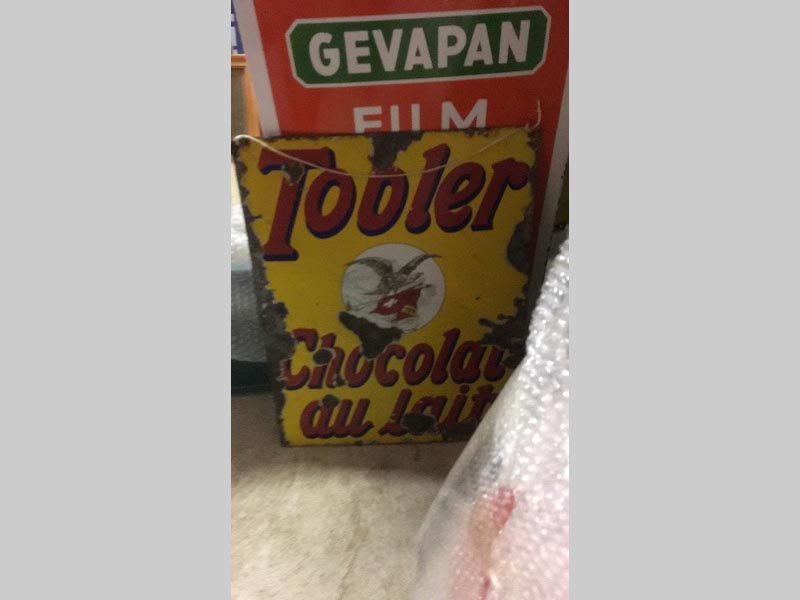 GEVAPAN
FILM
Tobler
Chocolat
au Lait